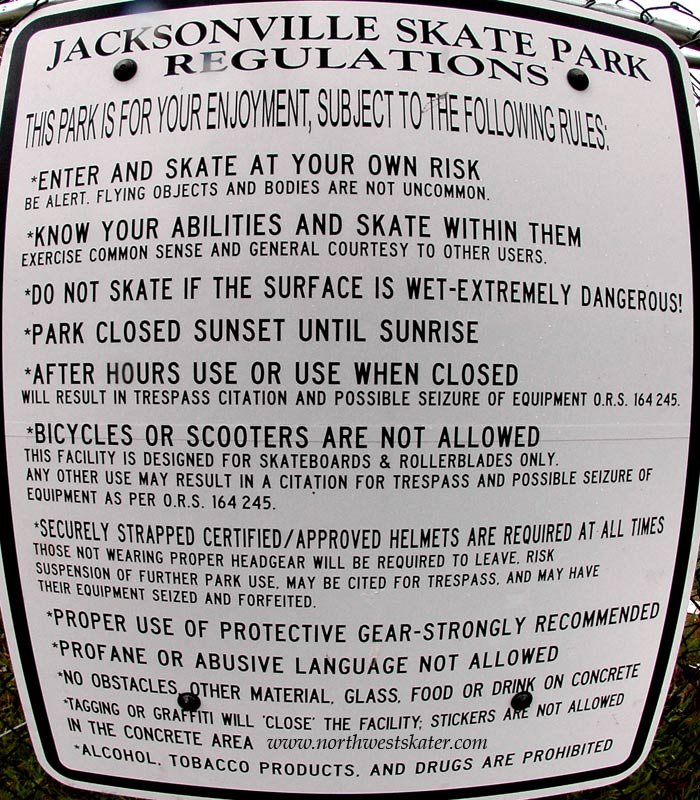 JACKSONVILLE SKATE PARK
REGULATIONS
THIS PARK IS FOR YOUR ENJOYMENT, SUBJECT TO THE FOLLOWING RULES:
*ENTER AND SKATE AT YOUR OWN RISK
BE ALERT. FLYING OBJECTS AND BODIES ARE NOT UNCOMMON.
*KNOW YOUR ABILITIES AND SKATE WITHIN THEM
EXERCISE COMMON SENSE AND GENERAL COURTESY TO OTHER USERS.
*DO NOT SKATE IF THE SURFACE IS WET-EXTREMELY DANGEROUS!
*PARK CLOSED SUNSET UNTIL SUNRISE
*AFTER HOURS USE OR USE WHEN CLOSED
WILL RESULT IN TRESPASS CITATION AND POSSIBLE SEIZURE OF EQUIPMENT O.R.S. 164 245.
*BICYCLES OR SCOOTERS ARE NOT ALLOWED
THIS FACILITY IS DESIGNED FOR SKATEBOARDS & ROLLERBLADES ONLY.
ANY OTHER USE MAY RESULT IN A CITATION FOR TRESPASS AND POSSIBLE SEIZURE OF
EQUIPMENT AS PER O.R.S. 164 245.
*SECURELY STRAPPED CERTIFIED/APPROVED HELMETS ARE REQUIRED AT ALL TIMES
THOSE NOT WEARING PROPER HEADGEAR WILL BE REQUIRED TO LEAVE, RISK
SUSPENSION OF FURTHER PARK USE, MAY BE CITED FOR TRESPASS, AND MAY HAVE
THEIR EQUIPMENT SEIZED AND FORFEITED.
*PROPER USE OF PROTECTIVE GEAR-STRONGLY RECOMMENDED
*PROFANE OR ABUSIVE LANGUAGE NOT ALLOWED
*NO OBSTACLES, OTHER MATERIAL, GLASS, FOOD OR DRINK ON CONCRETE
*TAGGING OR GRAFFITI WILL 'CLOSE' THE FACILITY; STICKERS ARE NOT ALLOWED
IN THE CONCRETE AREA
www.northwestskater.com
*ALCOHOL, TOBACCO PRODUCTS, AND DRUGS ARE PROHIBITED